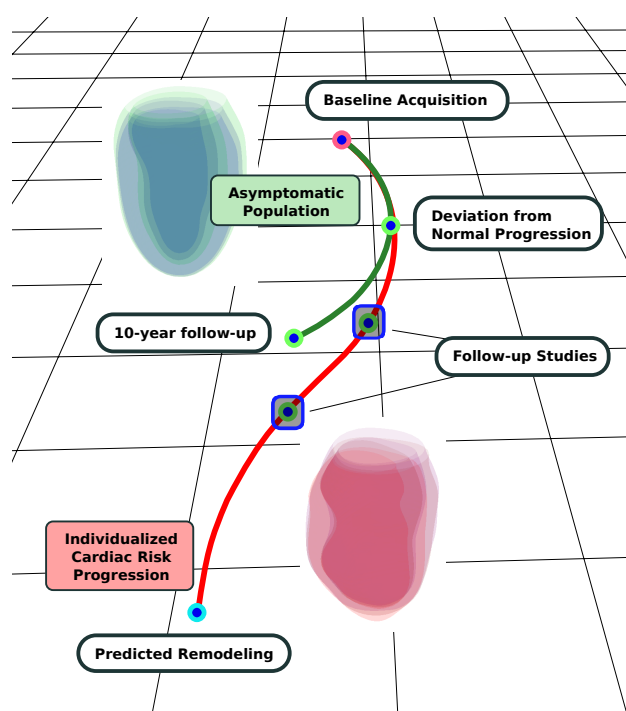 Baseline Acquisition
Asymptomatic
Population
Deviation from
Normal Progression
10-year follow-up
Follow-up Studies
Individualized
Cardiac Risk
Progression
Predicted Remodeling